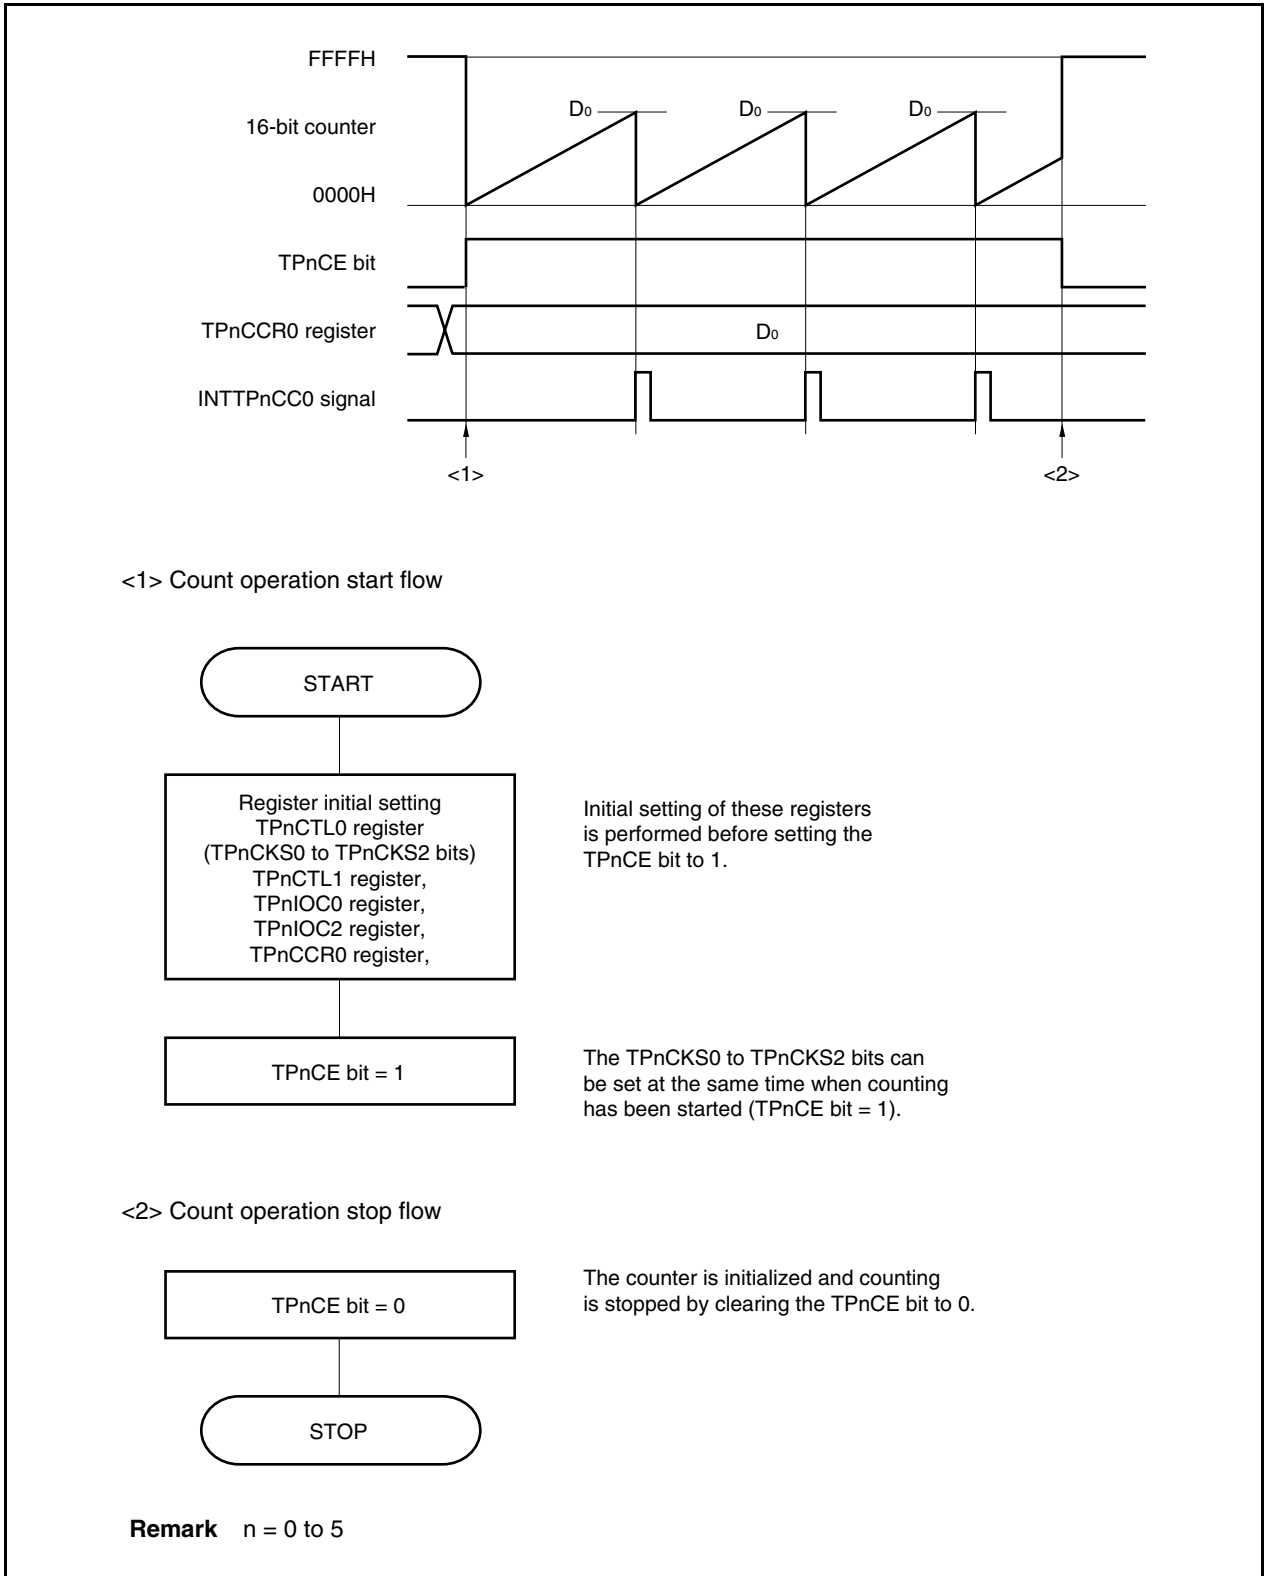 FFFFH
D0 D0 D0
16-bit counter
0000H
TPnCE bit
TPnCCR0 register
D0
INTTPnCC0 signal
<1> <2>
<1> Count operation start flow
START
Register initial setting
TPnCTL0 register
(TPnCKS0 to TPnCKS2 bits)
TPnCTL1 register,
TPnIOC0 register,
TPnIOC2 register,
TPnCCR0 register,
Initial setting of these registers
is performed before setting the
TPnCE bit to 1.
TPnCE bit = 1
The TPnCKS0 to TPnCKS2 bits can
be set at the same time when counting
has been started (TPnCE bit = 1).
<2> Count operation stop flow
TPnCE bit = 0
The counter is initialized and counting
is stopped by clearing the TPnCE bit to 0.
STOP
Remark n = 0 to 5